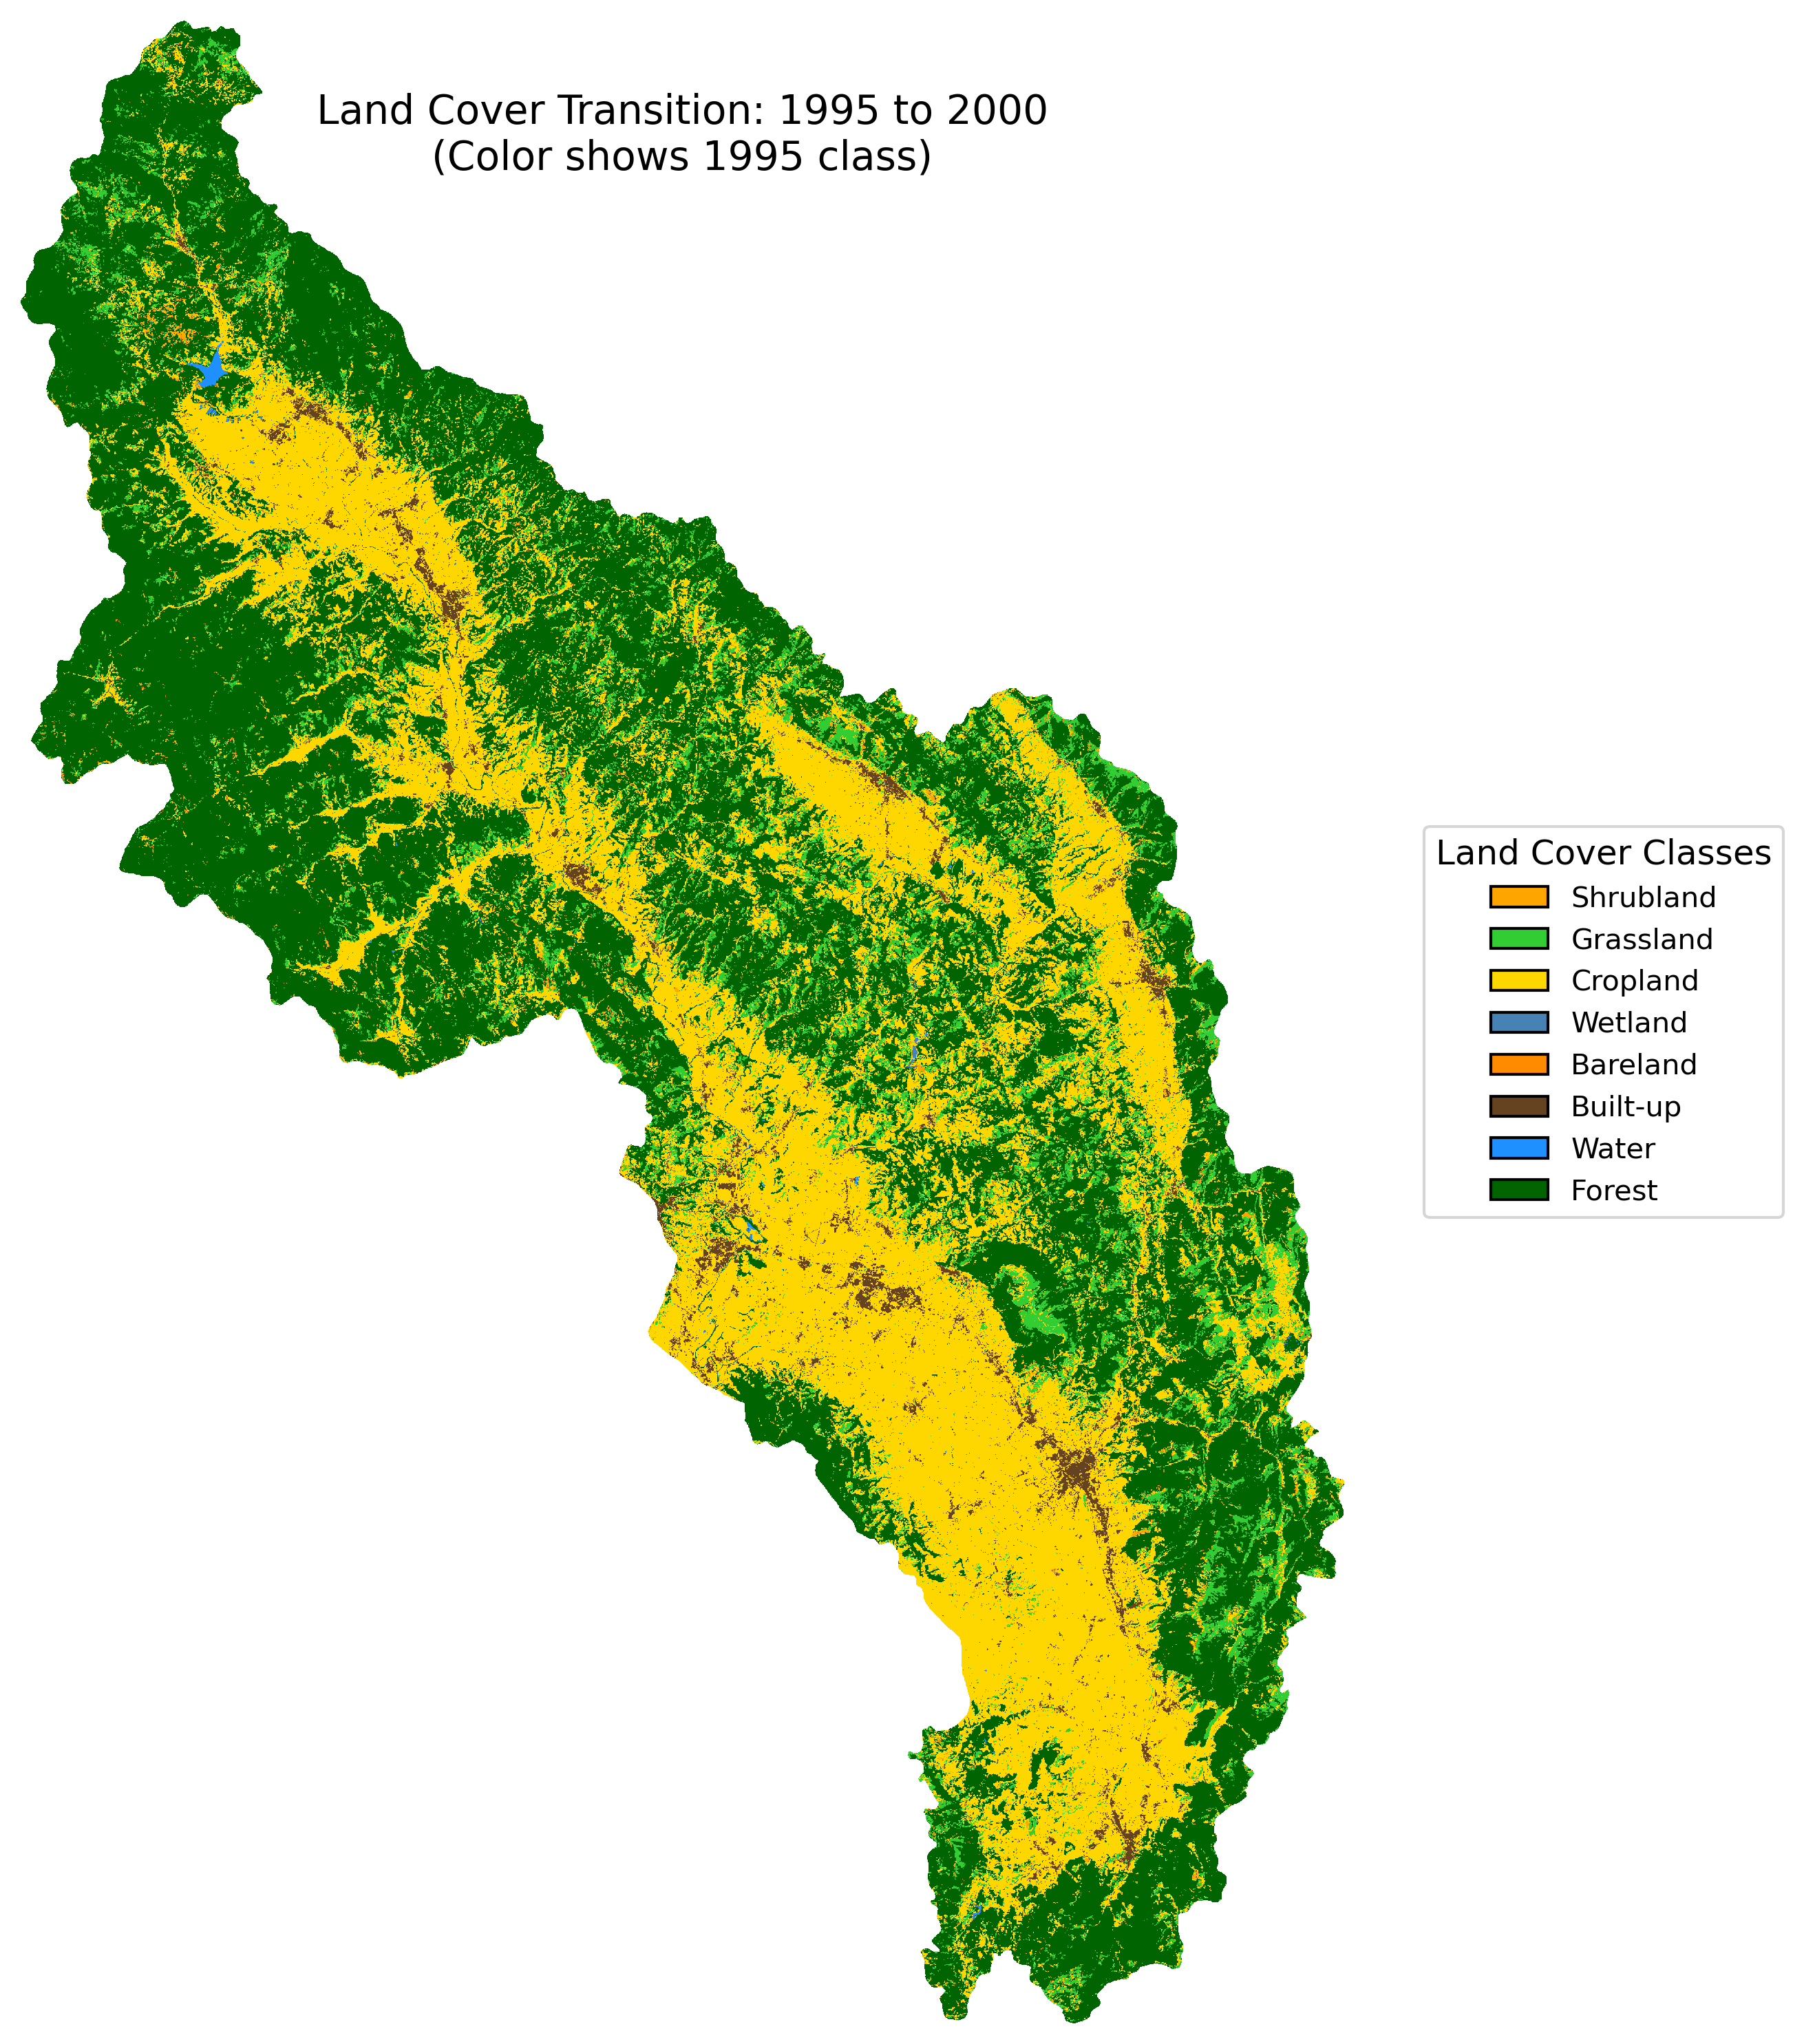 Land Cover Transition: 1995 to 2000
(Color shows 1995 class)
Land Cover Classes
Shrubland
Grassland
Cropland
Wetland
Bareland
Built-up
Water
Forest